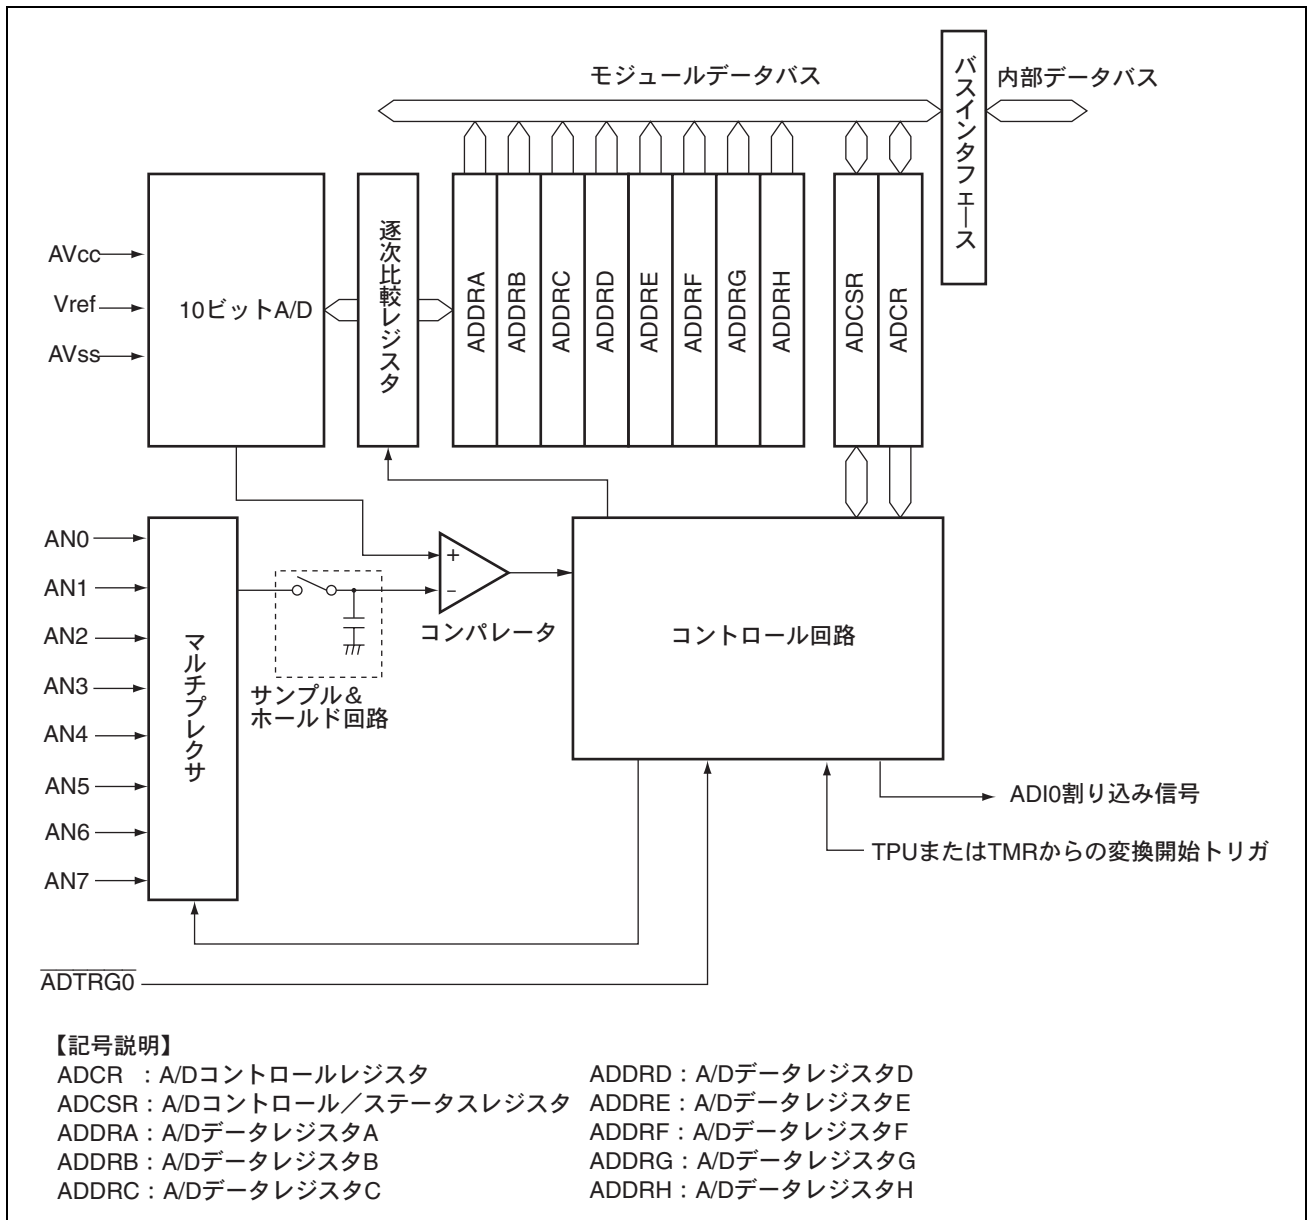 モジュールデータバス
バスインタフェース
内部データバス
AVcc
Vref
AVss
10ビットA/D
逐次比較レジスタ
ADDRA
ADDRB
ADDRC
ADDRD
ADDRE
ADDRF
ADDRG
ADDRH
ADCSR
ADCR
AN0
AN1
AN2
AN3
AN4
AN5
AN6
AN7
マルチプレクサ
サンプル&
ホールド回路
+
−
コンパレータ
コントロール回路
ADI0割り込み信号
TPUまたはTMRからの変換開始トリガ
ADTRG0
【記号説明】
ADCR :A/Dコントロールレジスタ
ADCSR:A/Dコントロール/ステータスレジスタ
ADDRA:A/DデータレジスタA
ADDRB:A/DデータレジスタB
ADDRC:A/DデータレジスタC
ADDRD:A/DデータレジスタD
ADDRE:A/DデータレジスタE
ADDRF:A/DデータレジスタF
ADDRG:A/DデータレジスタG
ADDRH:A/DデータレジスタH